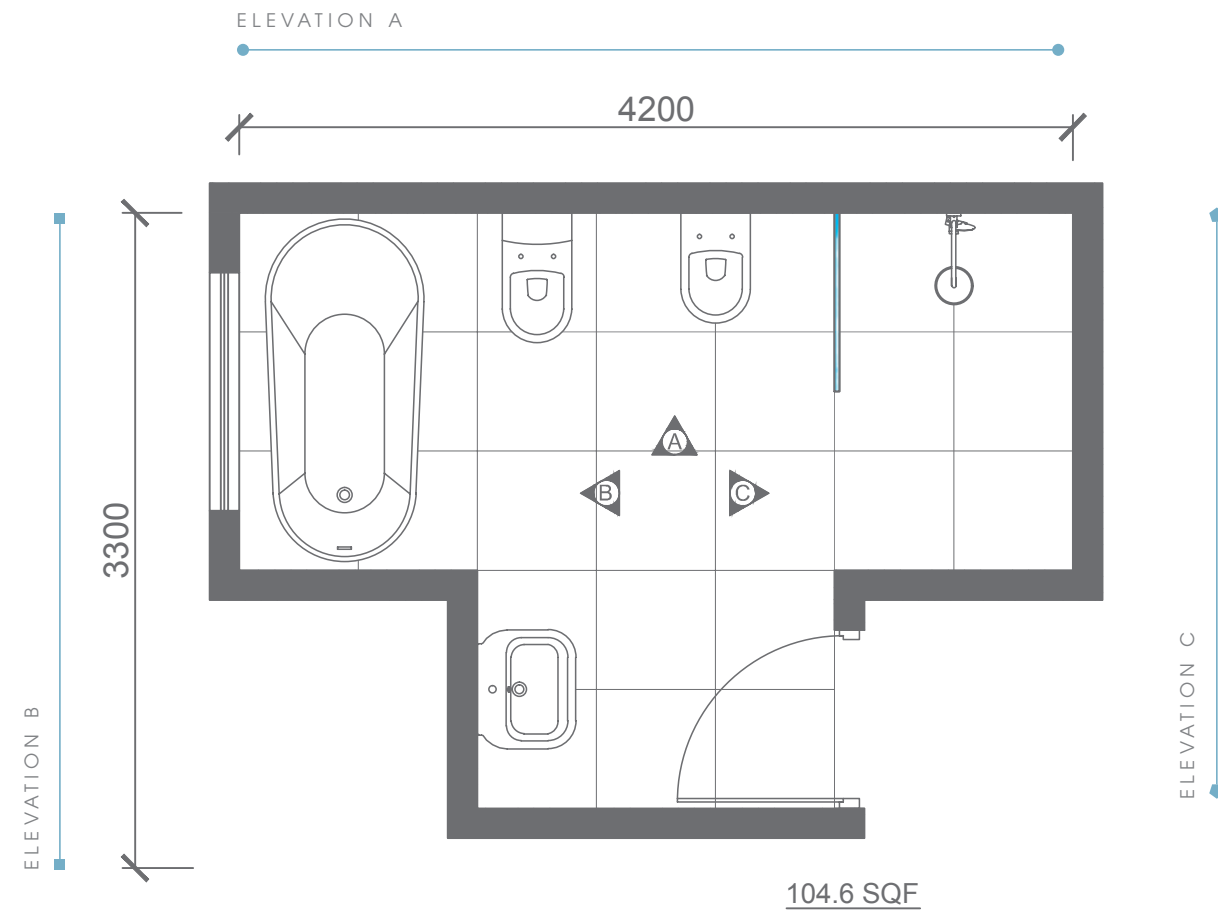 ELEVATION A
4200
3300
A
B
C
ELEVATION B
ELEVATION C
104.6 SQF